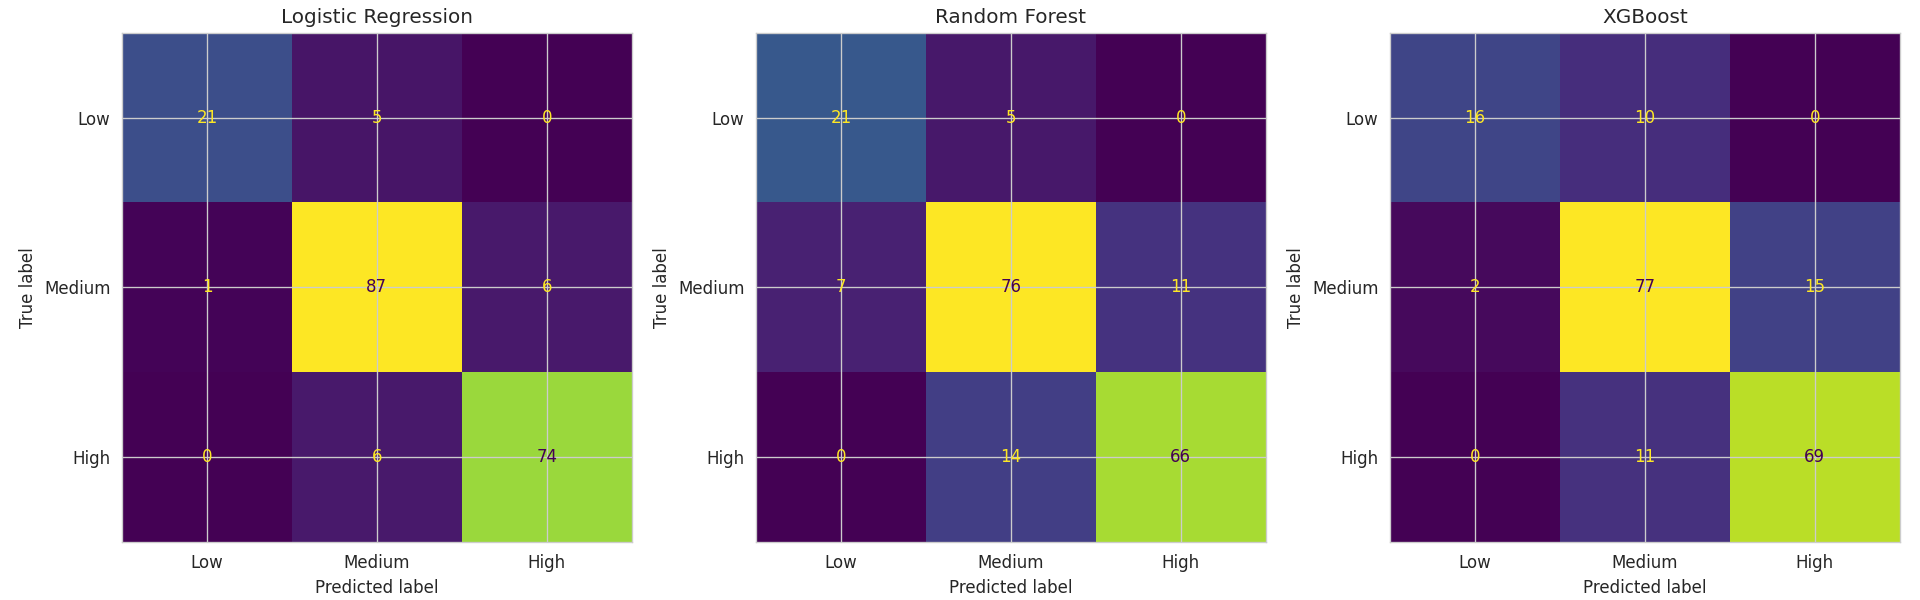 Logistic Regression
Low 21 5 0
Medium 1 87 6
High 0 6 74
Low Medium High
Predicted label
True label
Random Forest
Low 21 5 0
Medium 7 76 11
High 0 14 66
Low Medium High
Predicted label
True label
XGBoost
Low 16 10 0
Medium 2 77 15
High 0 11 69
Low Medium High
Predicted label
True label